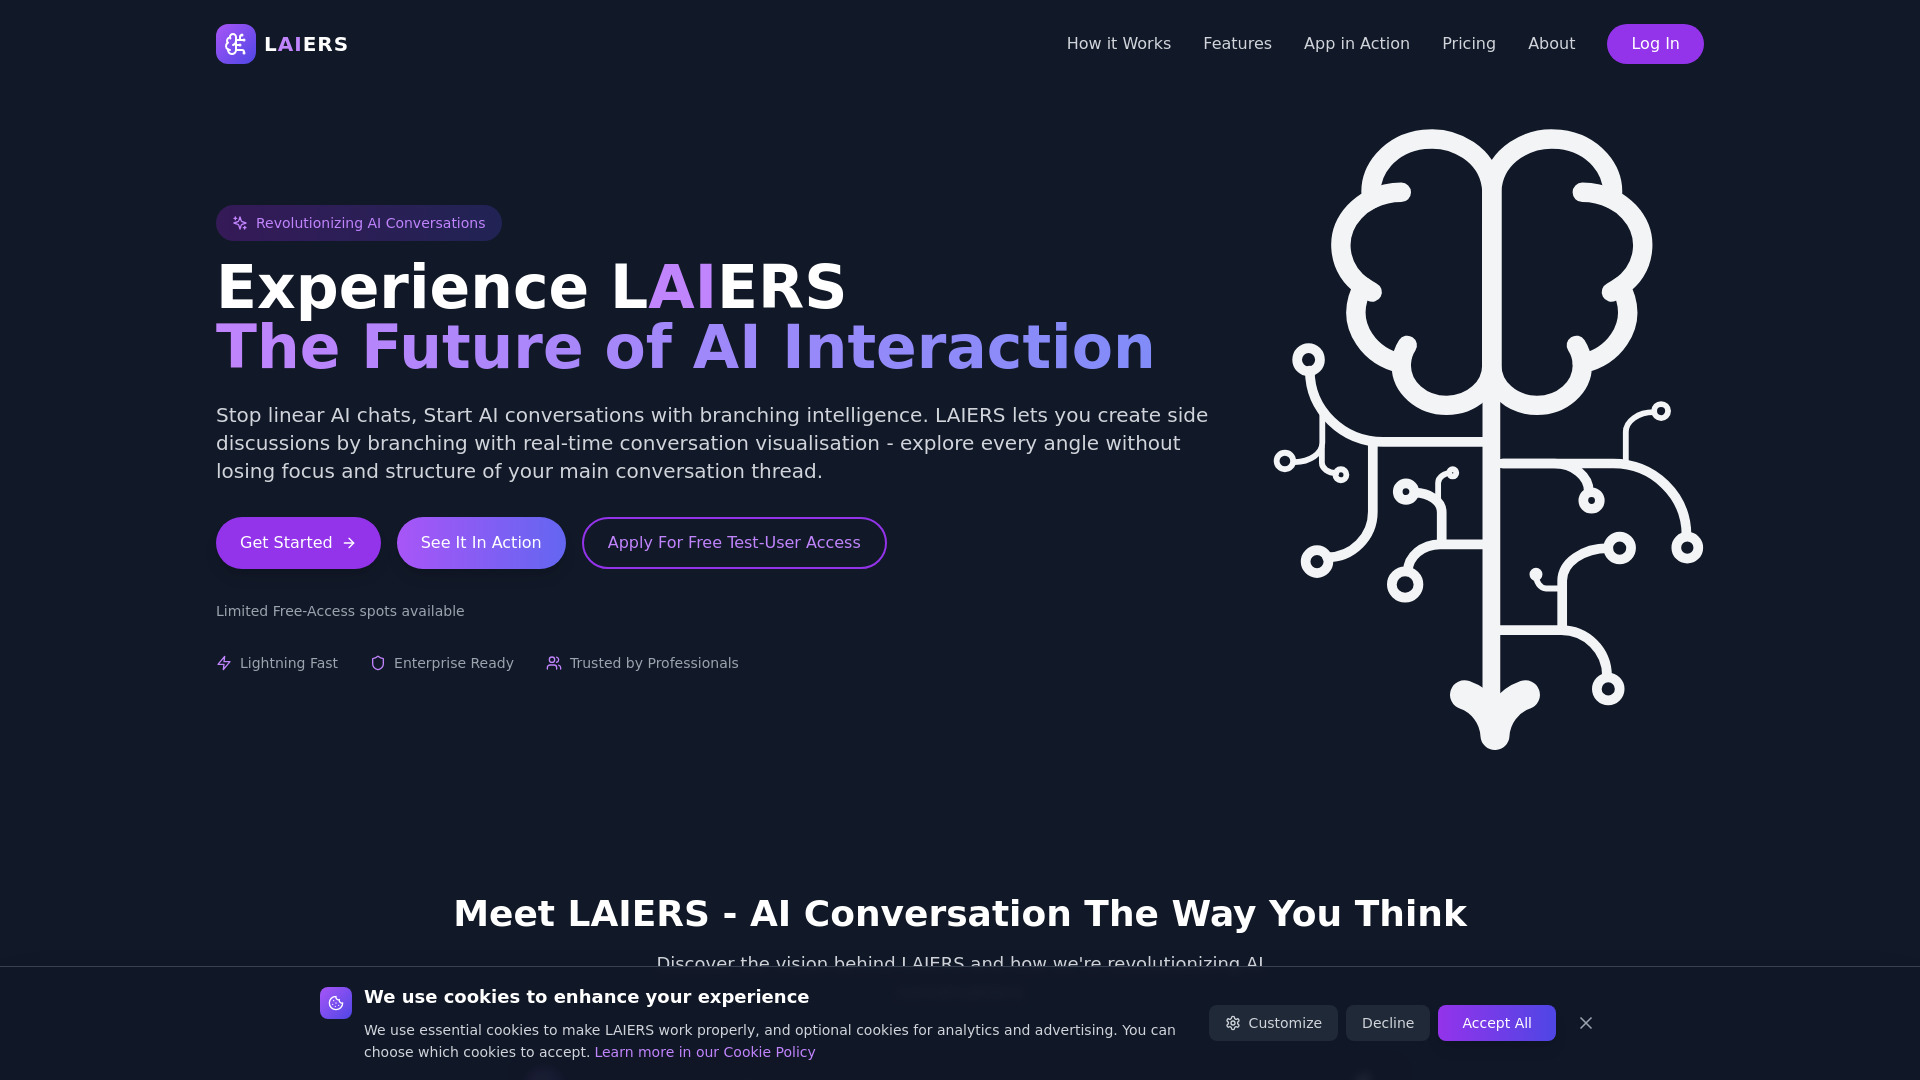 LAIERS
How it Works
Features
App in Action
Pricing
About
Log In
Revolutionizing AI Conversations
Experience LAIERS
The Future of AI Interaction
Stop linear AI chats, Start AI conversations with branching intelligence. LAIERS lets you create side
discussions by branching with real-time conversation visualisation - explore every angle without
losing focus and structure of your main conversation thread.
Get Started
See It In Action
Apply For Free Test-User Access
Limited Free-Access spots available
Lightning Fast
Enterprise Ready
Trusted by Professionals
Meet LAIERS - AI Conversation The Way You Think
Discover the vision behind LAIERS and how we're revolutionizing AI
We use cookies to enhance your experience
We use essential cookies to make LAIERS work properly, and optional cookies for analytics and advertising. You can
choose which cookies to accept. Learn more in our Cookie Policy
Customize
Decline
Accept All